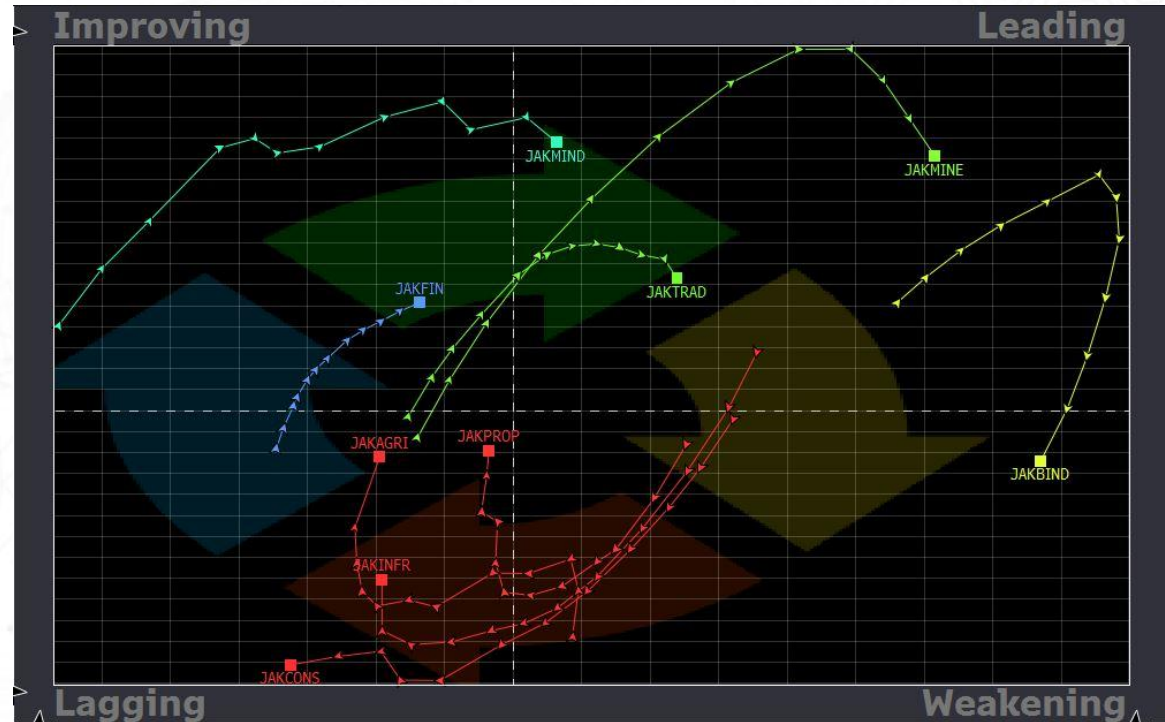 Improving
Leading
JAKMIND
JAKMINE
JAKFIN
JAKTRAD
JAKAGRI
JAKPROP
JAKBIND
JAKINFR
JAKCONS
Lagging
Weakening